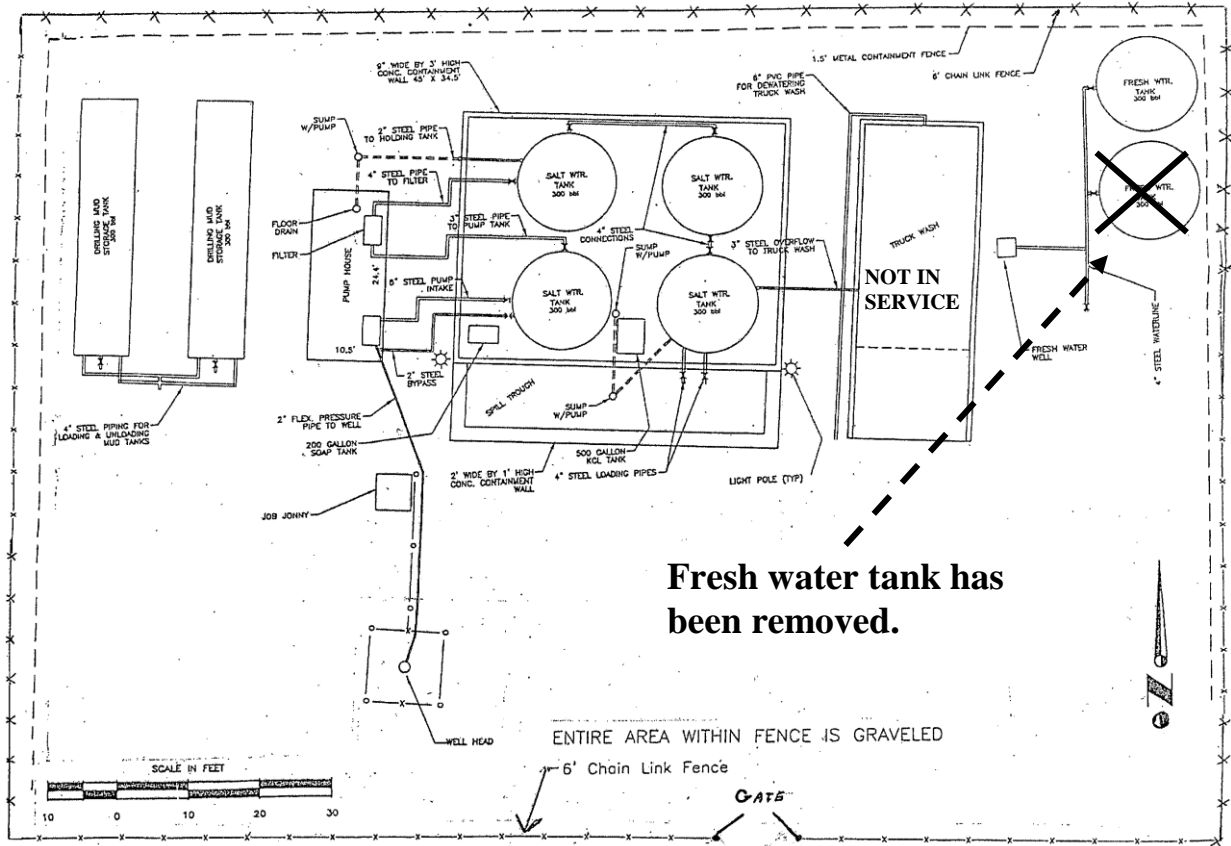 1.5' METAL CONTAINMENT FENCE
6' CHAIN LINK FENCE
9" WIDE BY 3' HIGH
CONC. CONTAINMENT
WALL 45' X 34.5'
6" PVC PIPE
FOR DEWATERING
TRUCK WASH
FRESH WTR.
TANK
300 bbl
SUMP
W/PUMP
2" STEEL PIPE
TO HOLDING TANK
4" STEEL PIPE
TO FILTER
SALT WTR.
TANK
300 bbl
SALT WTR.
TANK
300 bbl
FRESH WTR.
TANK
300 bbl
DRILLING MUD
STORAGE TANK
300 bbl
DRILLING MUD
STORAGE TANK
300 bbl
FLOOR
DRAIN
FILTER
PUMP HOUSE
24.4'
10.5'
3" STEEL PIPE
TO PUMP TANK
4" STEEL
CONNECTIONS
SUMP
W/PUMP
3" STEEL OVERFLOW
TO TRUCK WASH
TRUCK WASH
NOT IN
SERVICE
6" STEEL PUMP
INTAKE
SALT WTR.
TANK
300 bbl
SALT WTR.
TANK
300 bbl
FRESH WATER
WELL
4" STEEL WATERLINE
2" STEEL
BYPASS
SPILL TROUGH
SUMP
W/PUMP
4" STEEL PIPING FOR
LOADING & UNLOADING
MUD TANKS
2" FLEX. PRESSURE
PIPE TO WELL
200 GALLON
SOAP TANK
2' WIDE BY 1' HIGH
CONC. CONTAINMENT
WALL
500 GALLON
KCL TANK
4" STEEL LOADING PIPES
LIGHT POLE (TYP)
JOB JONNY
Fresh water tank has
been removed.
WELL HEAD
ENTIRE AREA WITHIN FENCE IS GRAVELED
6' Chain Link Fence
GATE
SCALE IN FEET
10 0 10 20 30
N